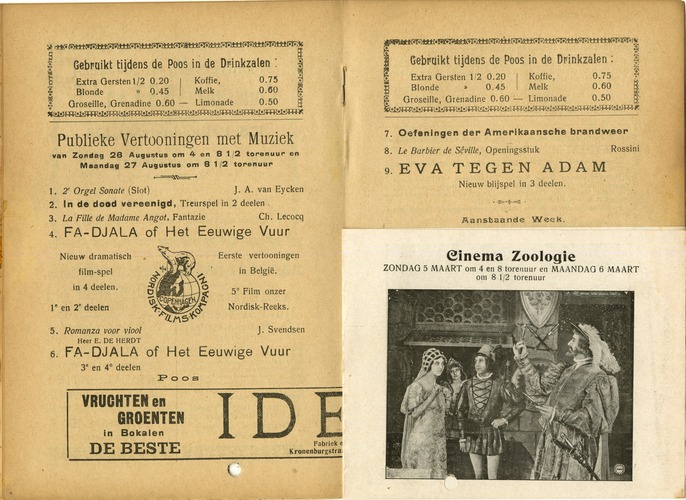 Gebruikt tijdens de Poos in de Drinkzalen :
Extra Gersten 1/2 0.20 | Koffie, 0.75
Blonde » 0.45 | Melk 0.60
Groseille, Grenadine 0.60 — Limonade 0.50
Publieke Vertooningen met Muziek
van Zondag 26 Augustus om 4 en 8 1/2 torenuur en
Maandag 27 Augustus om 8 1/2 torenuur
1. 2e Orgel Sonate (Slot) J. A. van Eycken
2. In de dood vereenigd, Treurspel in 2 deelen
3. La Fille de Madame Angot, Fantazie Ch. Lecocq
4. FA-DJALA of Het Eeuwige Vuur
Nieuw dramatisch
film-spel
in 4 deelen.
1e en 2e deelen
NORDISK FILMS KOMPAGNI
COPENHAGEN
Eerste vertooningen
in België.
5e Film onzer
Nordisk-Reeks.
5. Romanza voor viool J. Svendsen
Heer E. DE HERDT
6. FA-DJALA of Het Eeuwige Vuur
3e en 4e deelen
Poos
VRUCHTEN en
GROENTEN
in Bokalen
DE BESTE
IDE
Fabriek e
Kronenburgstra
Gebruikt tijdens de Poos in de Drinkzalen :
Extra Gersten 1/2 0.20 | Koffie, 0.75
Blonde » 0.45 | Melk 0.60
Groseille, Grenadine 0.60 — Limonade 0.50
7. Oefeningen der Amerikaansche brandweer
8. Le Barbier de Séville, Openingsstuk Rossini
9. EVA TEGEN ADAM
Nieuw blijspel in 3 deelen.
Aanstaande Week.
Cinema Zoologie
ZONDAG 5 MAART om 4 en 8 torenuur en MAANDAG 6 MAART
om 8 1/2 torenuur